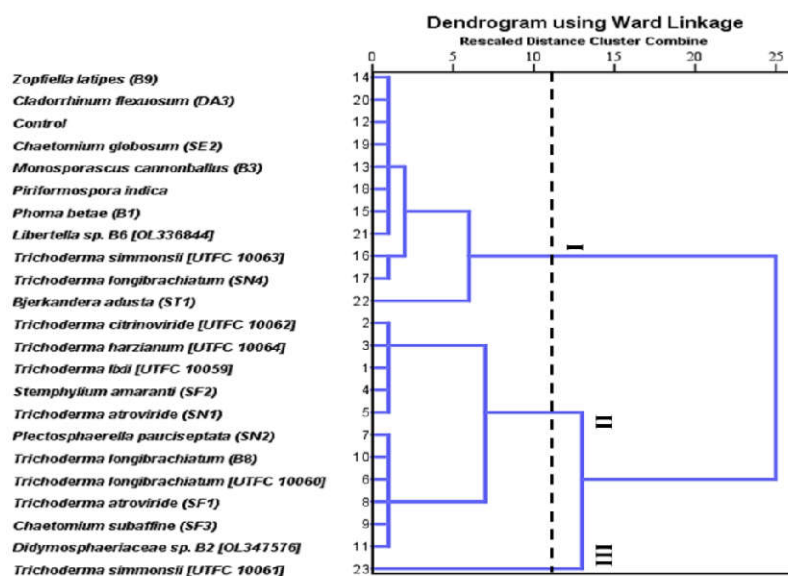 Dendrogram using Ward Linkage
Rescaled Distance Cluster Combine
0 5 10 15 20 25
Zopfiella latipes (B9) 14
Cladorrhinum flexuosum (DA3) 20
Control 12
Chaetomium globosum (SE2) 19
Monosporascus cannonballus (B3) 13
Piriformospora indica 18
Phoma betae (B1) 15
Libertella sp. B6 [OL336844] 21
I
Trichoderma simmonsii [UTFC 10063] 16
Trichoderma longibrachiatum (SN4) 17
Bjerkandera adusta (ST1) 22
Trichoderma citrinoviride [UTFC 10062] 2
Trichoderma harzianum [UTFC 10064] 3
Trichoderma lixii [UTFC 10059] 1
Stemphylium amaranti (SF2) 4
Trichoderma atroviride (SN1) 5
II
Plectosphaerella pauciseptata (SN2) 7
Trichoderma longibrachiatum (B8) 10
Trichoderma longibrachiatum [UTFC 10060] 6
Trichoderma atroviride (SF1) 8
Chaetomium subaffine (SF3) 9
Didymosphaeriaceae sp. B2 [OL347576] 11
III
Trichoderma simmonsii [UTFC 10061] 23